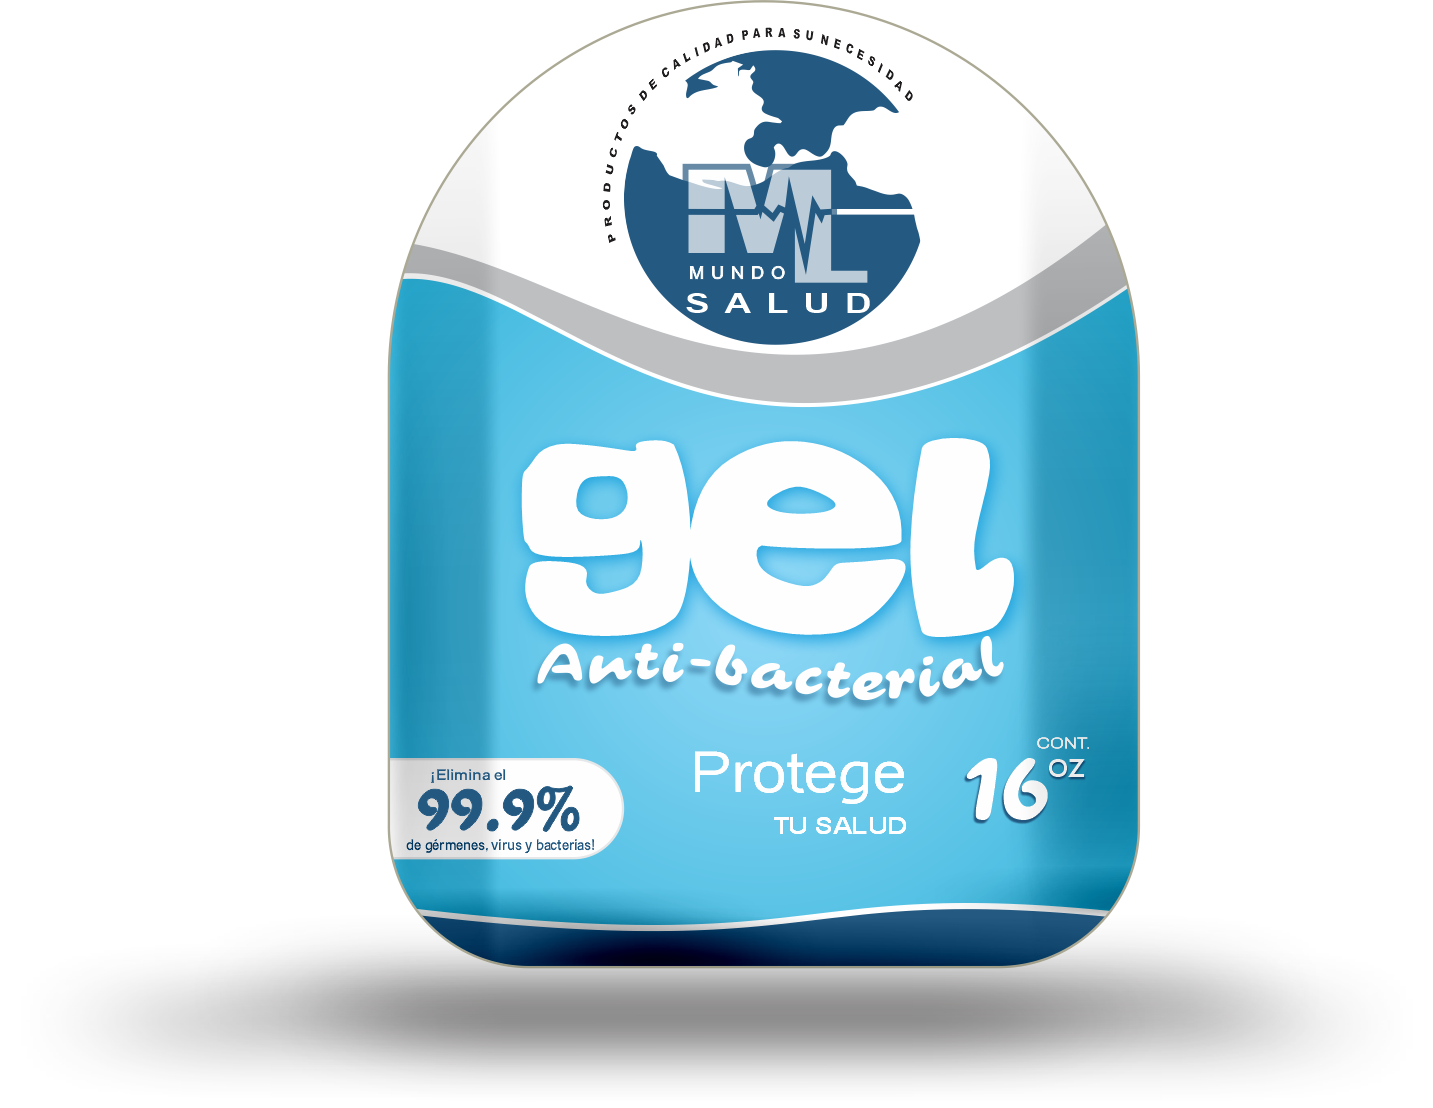 PRODUCTOS DE CALIDAD PARA SU NECESIDAD
ML
MUNDO
SALUD
gel
Anti-bacterial
Protege
TU SALUD
CONT.
16 OZ
¡Elimina el
99.9%
de gérmenes, virus y bacterias!